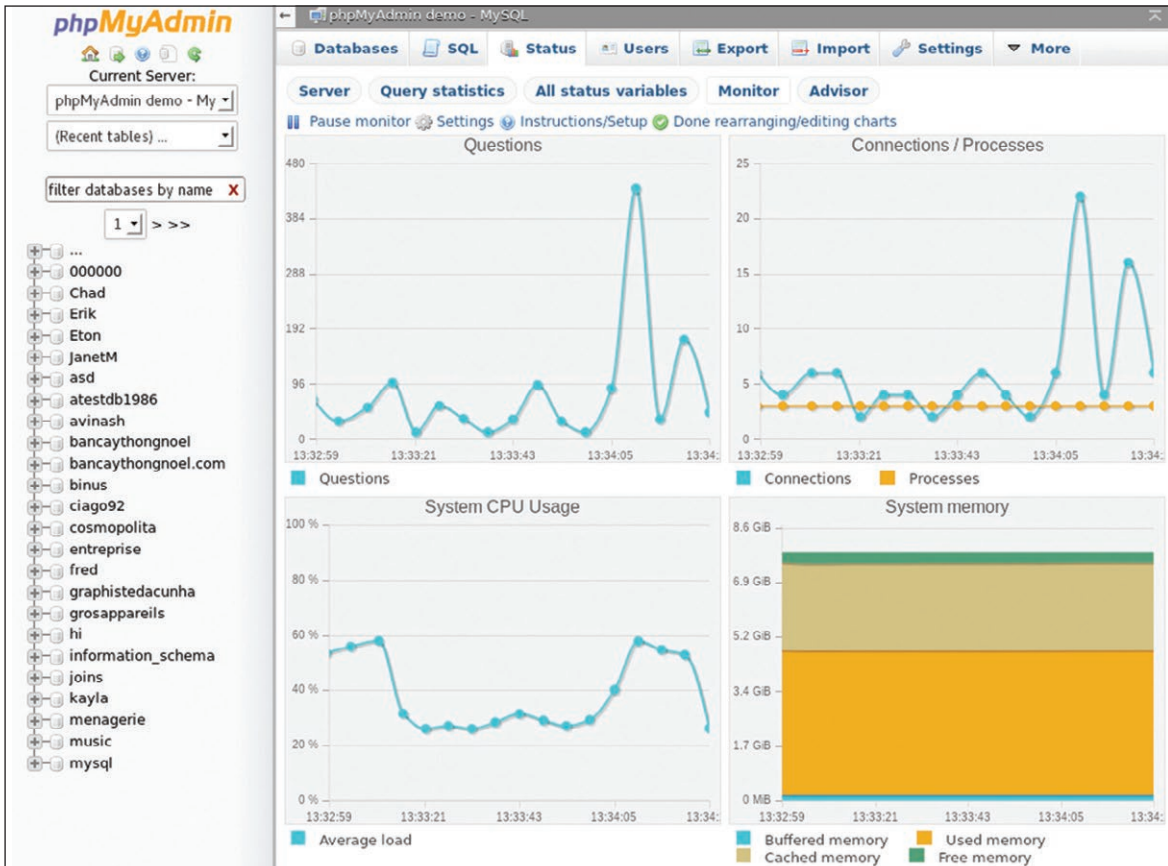 phpMyAdmin
Current Server:
phpMyAdmin demo - My
(Recent tables) ...
filter databases by name X
1 > >>
...
000000
Chad
Erik
Eton
JanetM
asd
atestdb1986
avinash
bancaythongnoel
bancaythongnoel.com
binus
ciago92
cosmopolita
entreprise
fred
graphistedacunha
grosappareils
hi
information_schema
joins
kayla
menagerie
music
mysql
phpMyAdmin demo - MySQL
Databases SQL Status Users Export Import Settings More
Server Query statistics All status variables Monitor Advisor
Pause monitor Settings Instructions/Setup Done rearranging/editing charts
Questions
480
384
288
192
96
0
13:32:59 13:33:21 13:33:43 13:34:05 13:34:
Questions
Connections / Processes
25
20
15
10
5
0
13:32:59 13:33:21 13:33:43 13:34:05 13:34:
Connections Processes
System CPU Usage
100 %
80 %
60 %
40 %
20 %
0 %
13:32:59 13:33:21 13:33:43 13:34:05 13:34:
Average load
System memory
8.6 GiB
6.9 GiB
5.2 GiB
3.4 GiB
1.7 GiB
0 MiB
13:32:59 13:33:21 13:33:43 13:34:05 13:34:
Buffered memory Used memory
Cached memory Free memory